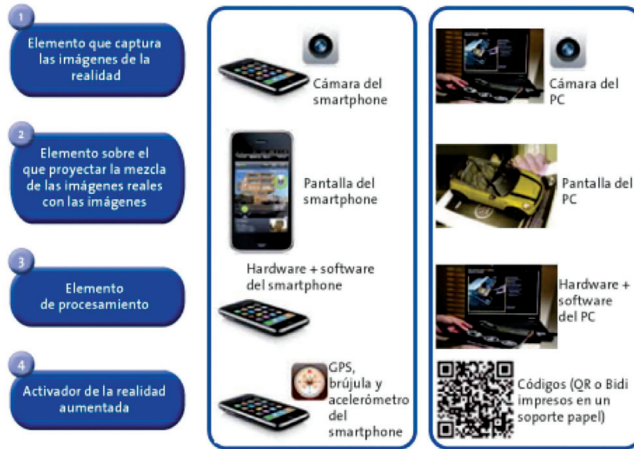 1
Elemento que captura
las imágenes de la
realidad
Cámara del
smartphone
Cámara del
PC
2
Elemento sobre el
que proyectar la mezcla
de las imágenes reales
con las imágenes
Pantalla del
smartphone
Pantalla del
PC
3
Elemento
de procesamiento
Hardware + software
del smartphone
Hardware +
software
del PC
4
Activador de la realidad
aumentada
GPS,
brújula y
acelerómetro
del
smartphone
Códigos (QR o Bidi
impresos en un
soporte papel)